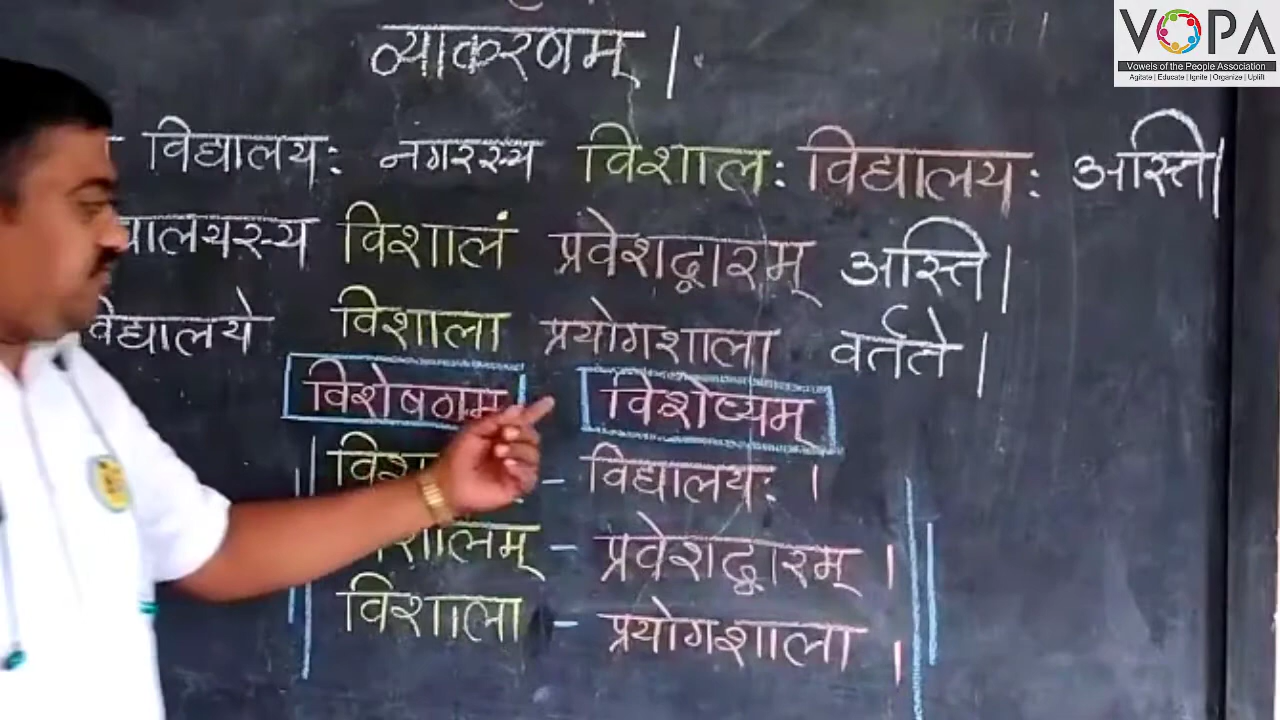 VOPA
Vowels of the People Association
Agitate | Educate | Ignite | Organize | Uplift
व्याकरणम् |
विद्यालयः नगरस्य विशालः विद्यालयः अस्ति |
विशालं प्रवेशद्वारम् अस्ति |
विशाला प्रयोगशाला वर्तते |
विशेषणम् विशेष्यम्
- विद्यालयः |
- प्रवेशद्वारम् |
विशाला - प्रयोगशाला |